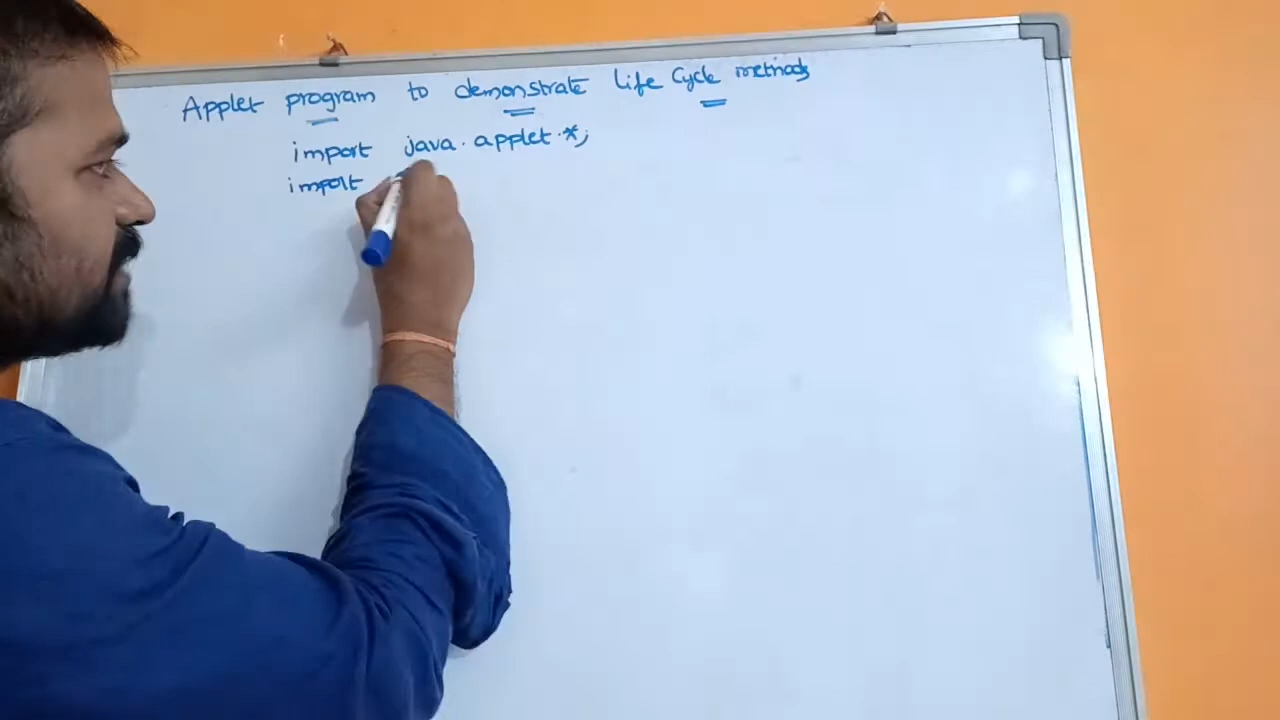 Applet program to demonstrate Life Cycle methods
import java.applet.*;
import